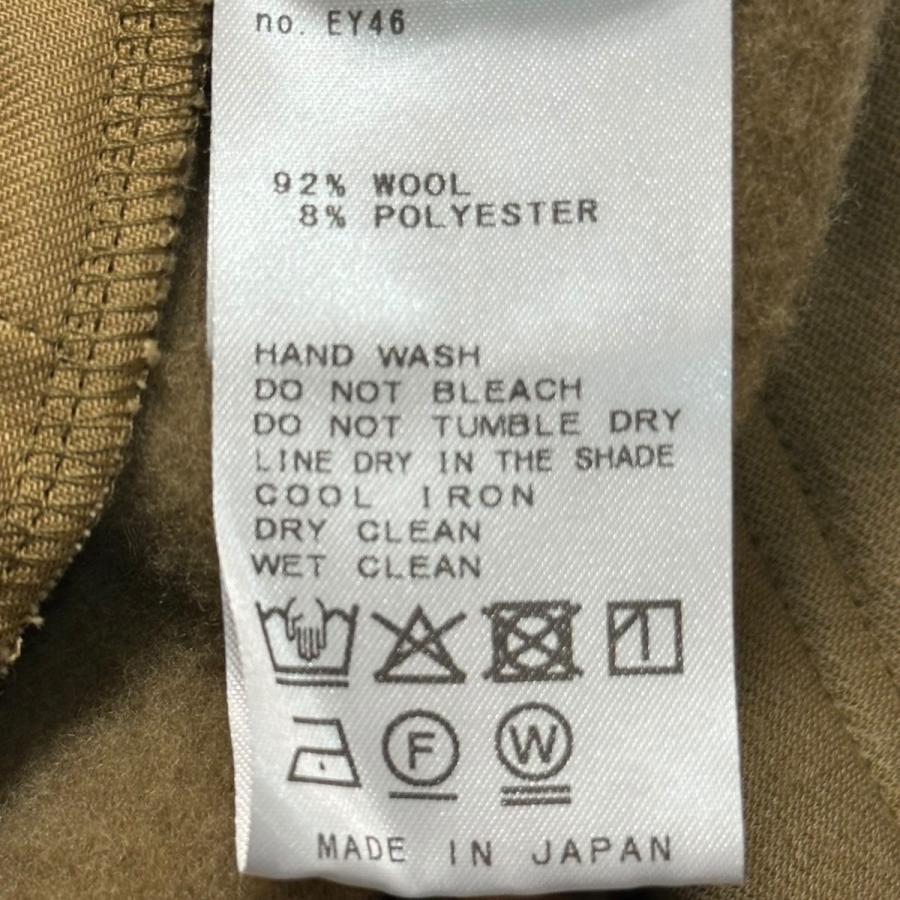 no. EY46
92% WOOL
8% POLYESTER
HAND WASH
DO NOT BLEACH
DO NOT TUMBLE DRY
LINE DRY IN THE SHADE
COOL IRON
DRY CLEAN
WET CLEAN
F W
MADE IN JAPAN